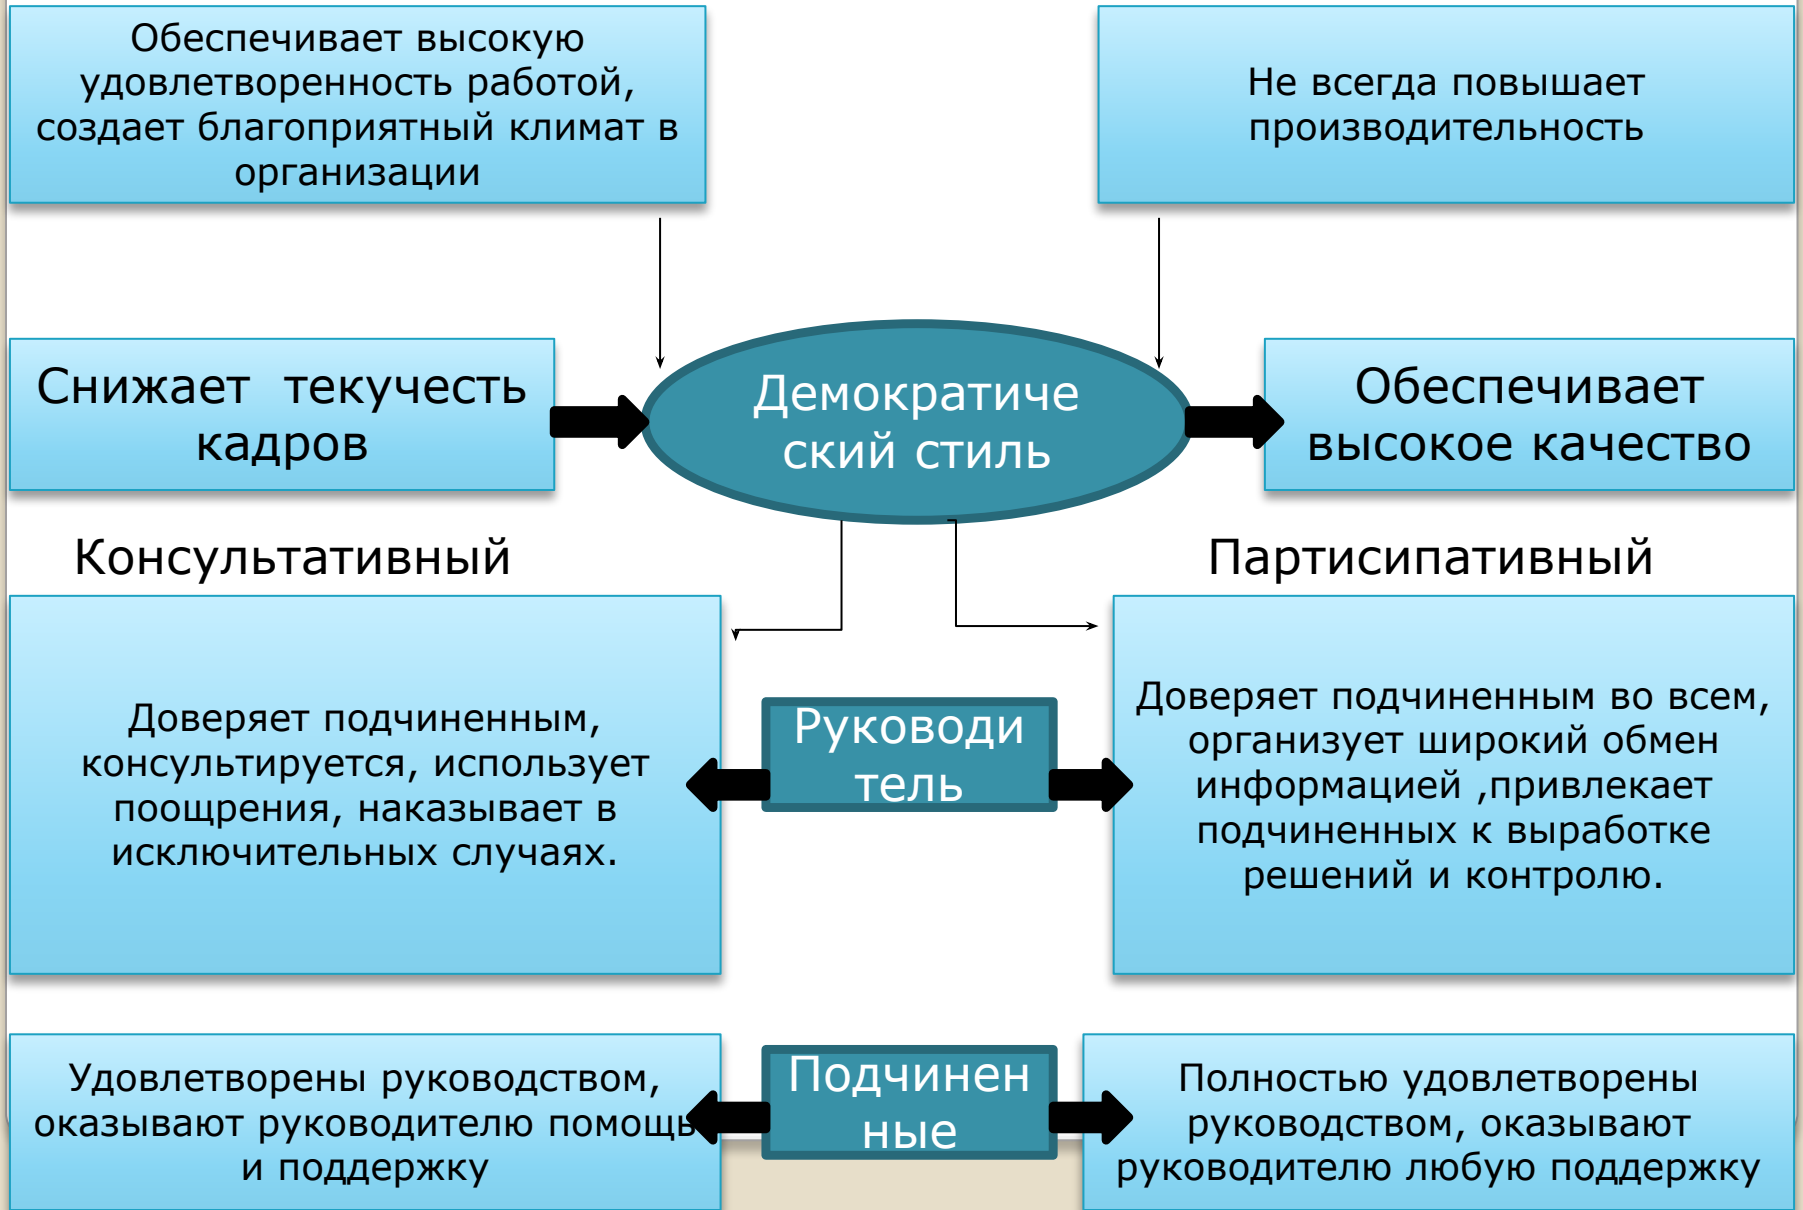 Обеспечивает высокую
удовлетворенность работой,
создает благоприятный климат в
организации
Не всегда повышает
производительность
Снижает текучесть
кадров
Демократиче
ский стиль
Обеспечивает
высокое качество
Консультативный
Партисипативный
Доверяет подчиненным,
консультируется, использует
поощрения, наказывает в
исключительных случаях.
Руководи
тель
Доверяет подчиненным во всем,
организует широкий обмен
информацией ,привлекает
подчиненных к выработке
решений и контролю.
Удовлетворены руководством,
оказывают руководителю помощь
и поддержку
Подчинен
ные
Полностью удовлетворены
руководством, оказывают
руководителю любую поддержку